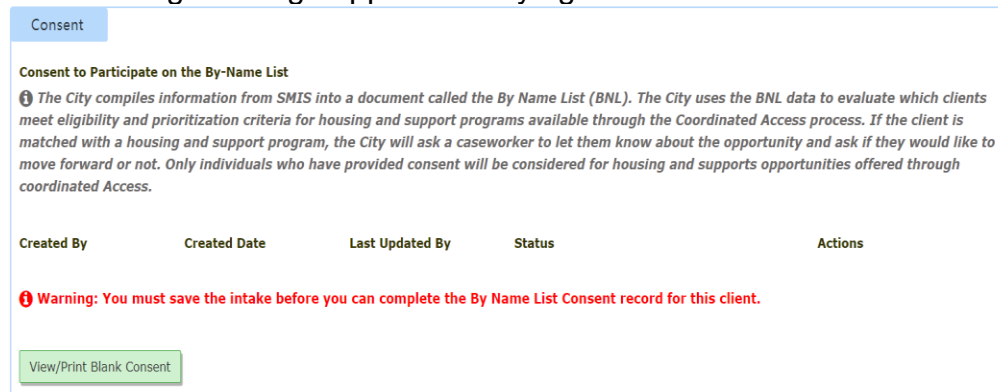 Consent
Consent to Participate on the By-Name List
The City compiles information from SMIS into a document called the By Name List (BNL). The City uses the BNL data to evaluate which clients
meet eligibility and prioritization criteria for housing and support programs available through the Coordinated Access process. If the client is
matched with a housing and support program, the City will ask a caseworker to let them know about the opportunity and ask if they would like to
move forward or not. Only individuals who have provided consent will be considered for housing and supports opportunities offered through
coordinated Access.
Created By Created Date Last Updated By Status Actions
Warning: You must save the intake before you can complete the By Name List Consent record for this client.
View/Print Blank Consent